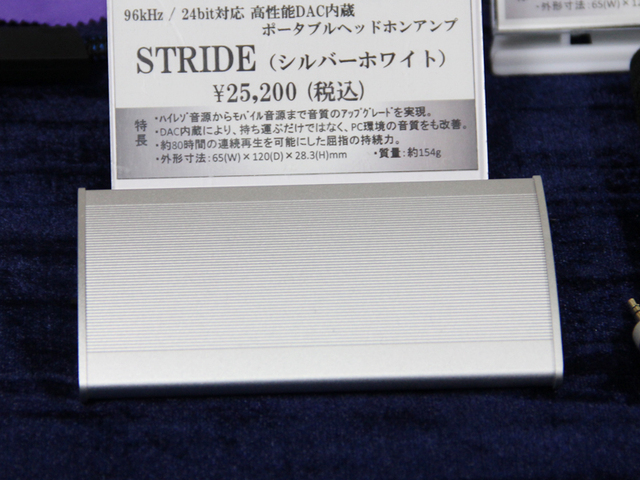 96kHz / 24bit対応 高性能DAC内蔵
ポータブルヘッドホンアンプ
STRIDE（シルバーホワイト）
¥25,200 (税込)
特長
・ハイレゾ音源からモバイル音源まで音質のアップグレードを実現。
・DAC内蔵により、持ち運ぶだけではなく、PC環境の音質をも改善。
・約80時間の連続再生を可能にした屈指の持続力。
・外形寸法：65(W)×120(D)×28.3(H)mm ・質量：約154g
・外形寸法：65(W)×12